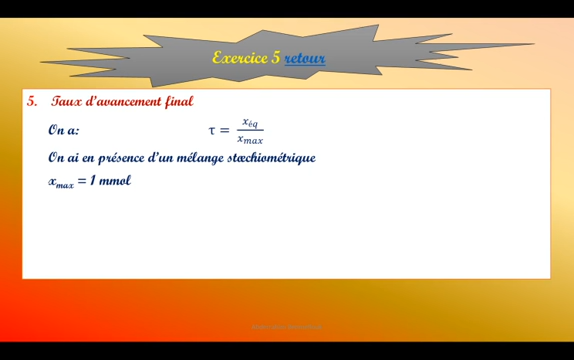 Exercice 5 retour
5. Taux d'avancement final
On a: τ = x_éq / x_max
On ai en présence d'un mélange stœchiométrique
x_max = 1 mmol